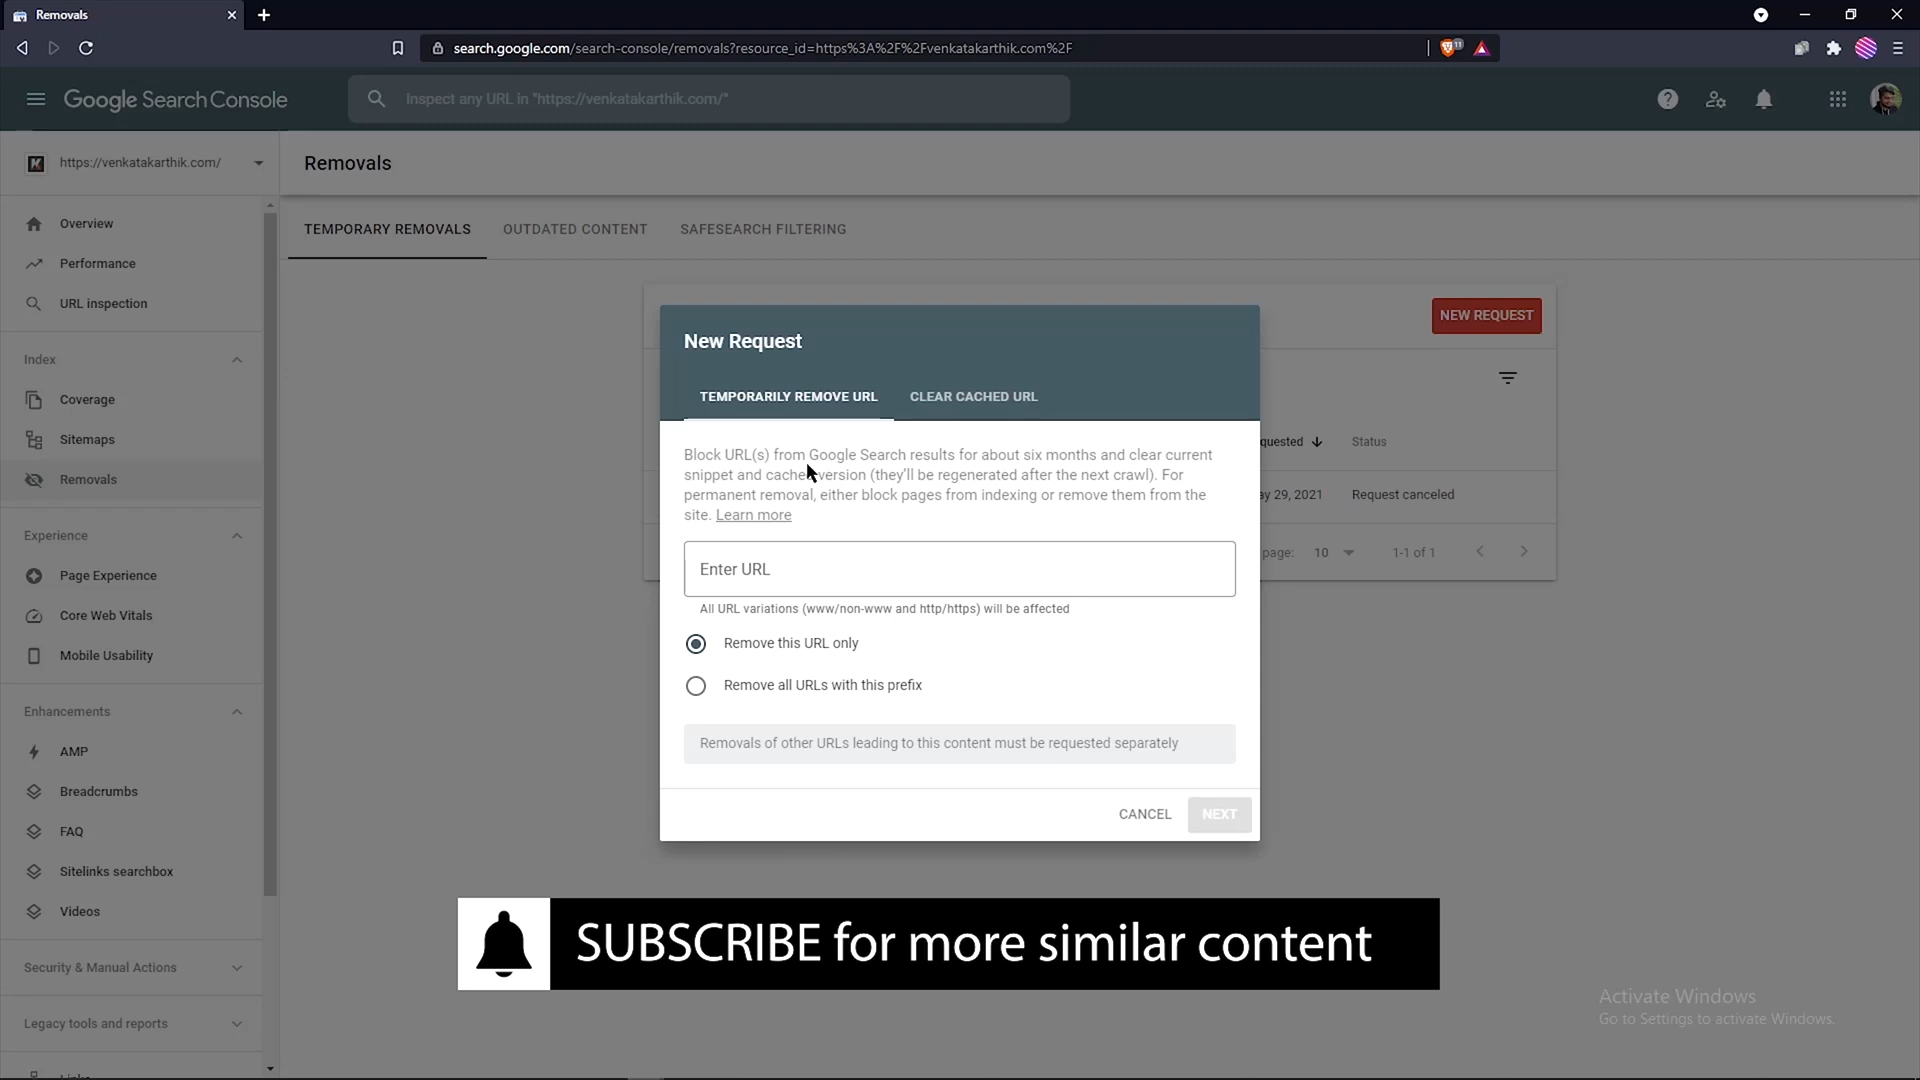 Removals
search.google.com/search-console/removals?resource_id=https%3A%2F%2Fvenkatakarthik.com%2F
11
Google Search Console
Inspect any URL in "https://venkatakarthik.com/"
K
https://venkatakarthik.com/
Removals
Overview
Performance
URL inspection
Index
Coverage
Sitemaps
Removals
Experience
Page Experience
Core Web Vitals
Mobile Usability
Enhancements
AMP
Breadcrumbs
FAQ
Sitelinks searchbox
Videos
Security & Manual Actions
Legacy tools and reports
TEMPORARY REMOVALS OUTDATED CONTENT SAFESEARCH FILTERING
NEW REQUEST
quested Status
ay 29, 2021 Request canceled
page: 10 1-1 of 1
New Request
TEMPORARILY REMOVE URL CLEAR CACHED URL
Block URL(s) from Google Search results for about six months and clear current
snippet and cache version (they'll be regenerated after the next crawl). For
permanent removal, either block pages from indexing or remove them from the
site. Learn more
Enter URL
All URL variations (www/non-www and http/https) will be affected
Remove this URL only
Remove all URLs with this prefix
Removals of other URLs leading to this content must be requested separately
CANCEL NEXT
SUBSCRIBE for more similar content
Activate Windows
Go to Settings to activate Windows.